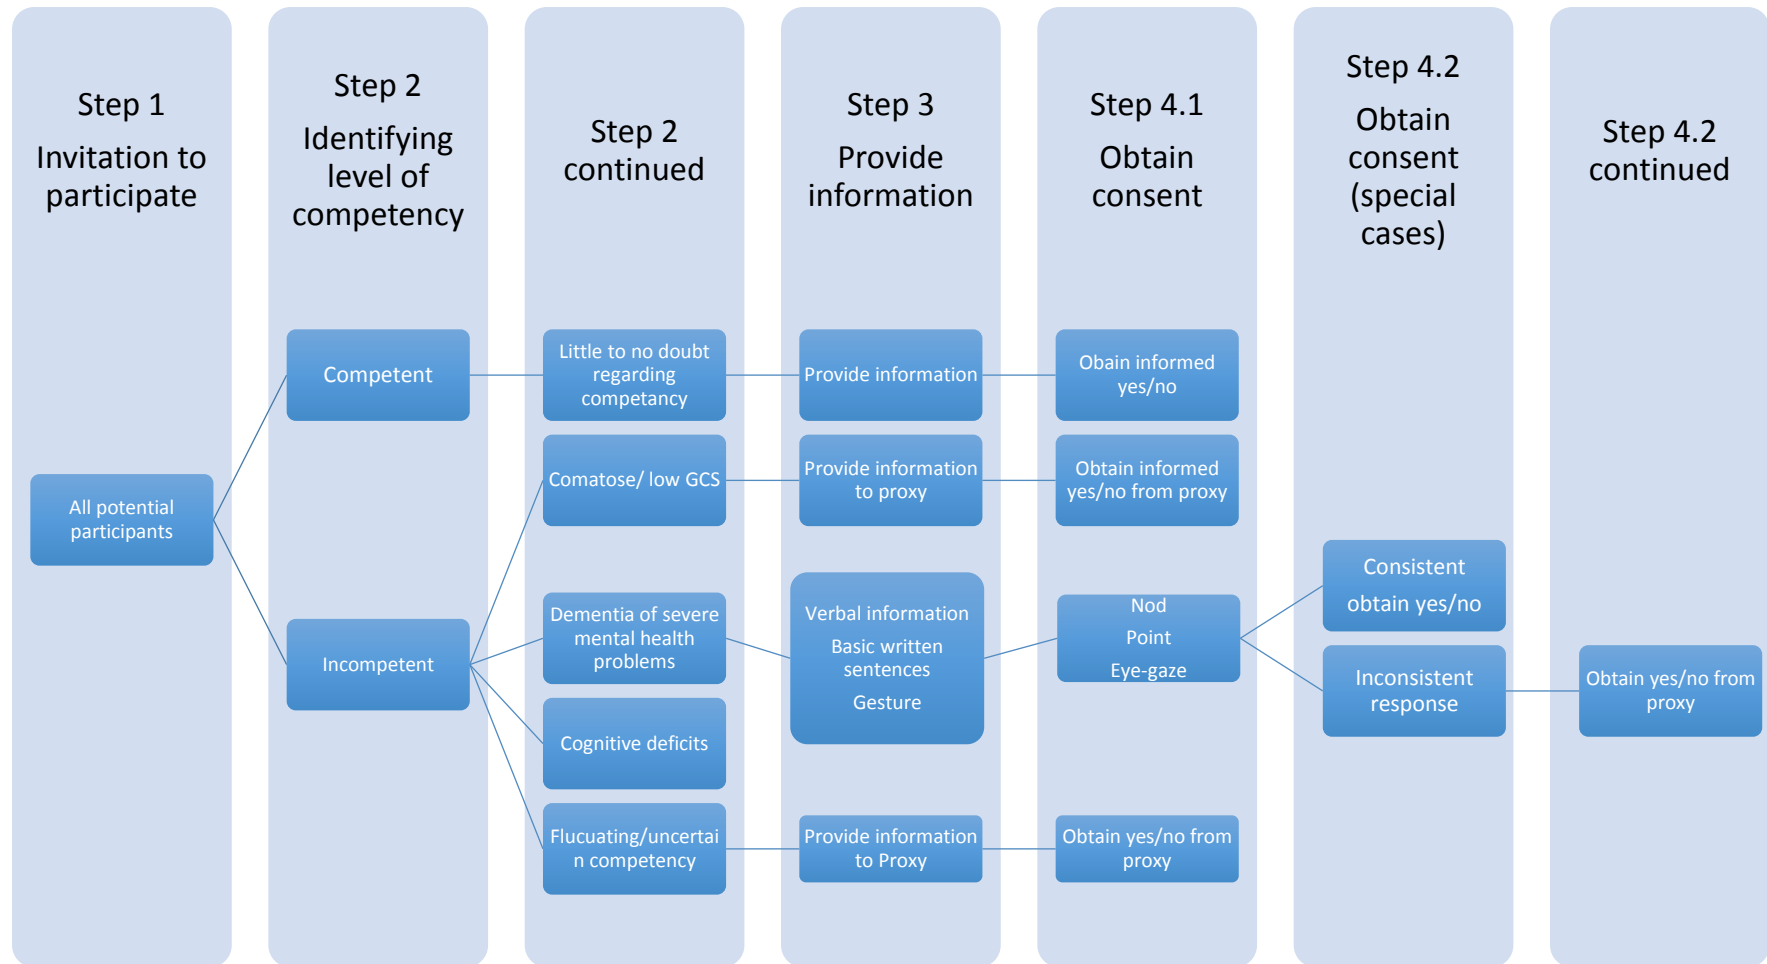 Step 1
Invitation to
participate
Step 2
Identifying
level of
competency
Step 2
continued
Step 3
Provide
information
Step 4.1
Obtain
consent
Step 4.2
Obtain
consent
(special
cases)
Step 4.2
continued
All potential
participants
Competent
Incompetent
Little to no doubt
regarding
competancy
Comatose/ low GCS
Dementia of severe
mental health
problems
Cognitive deficits
Flucuating/uncertai
n competency
Provide information
Provide information
to proxy
Verbal information
Basic written
sentences
Gesture
Provide information
to Proxy
Obain informed
yes/no
Obtain informed
yes/no from proxy
Nod
Point
Eye-gaze
Obtain yes/no from
proxy
Consistent
obtain yes/no
Inconsistent
response
Obtain yes/no from
proxy